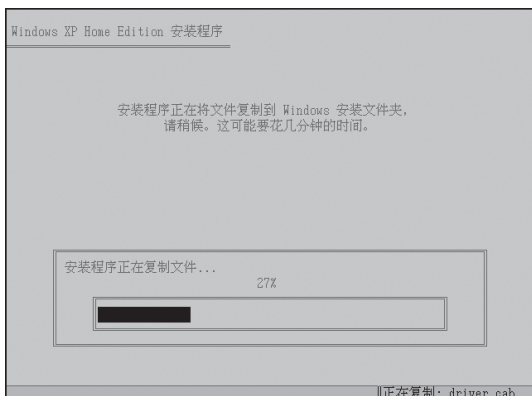 Windows XP Home Edition 安装程序
安装程序正在将文件复制到 Windows 安装文件夹，
请稍候。这可能要花几分钟的时间。
安装程序正在复制文件...
27%
正在复制: driver.cab